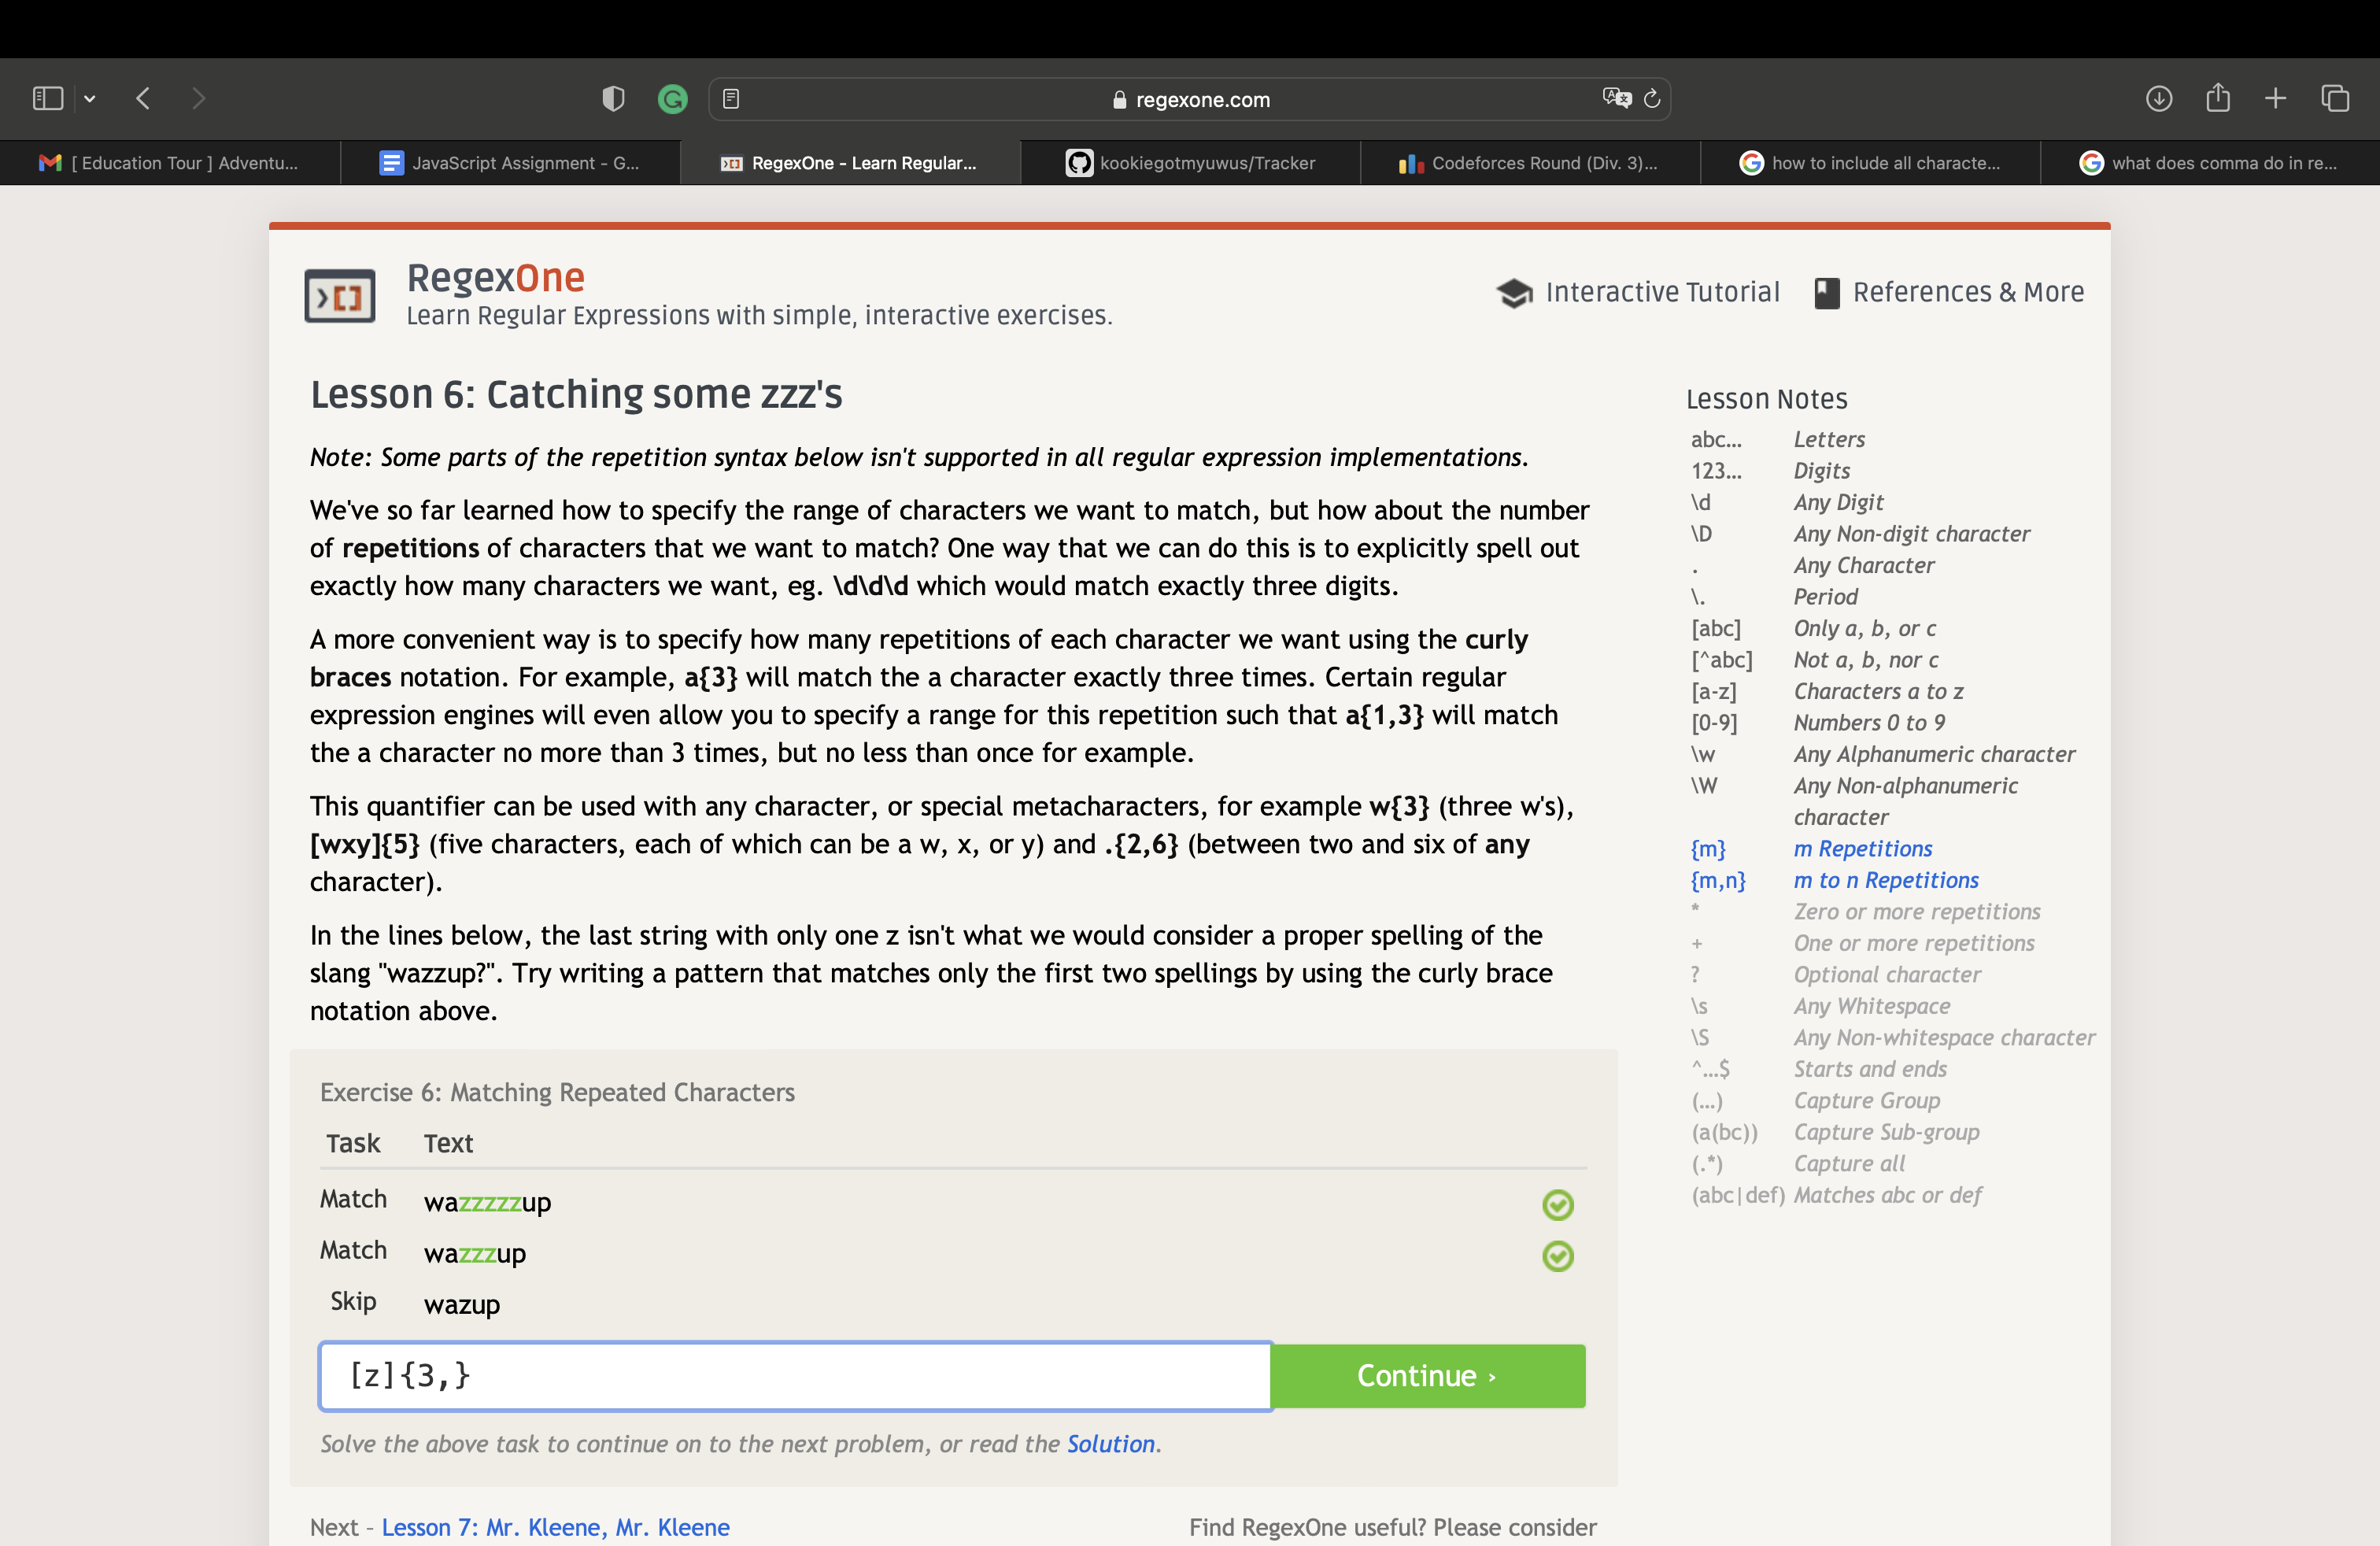 regexone.com
[ Education Tour ] Adventu...
JavaScript Assignment - G...
RegexOne - Learn Regular...
kookiegotmyuwus/Tracker
Codeforces Round (Div. 3)...
how to include all characte...
what does comma do in re...
RegexOne
Learn Regular Expressions with simple, interactive exercises.
Interactive Tutorial
References & More
Lesson 6: Catching some zzz's
Note: Some parts of the repetition syntax below isn't supported in all regular expression implementations.
We've so far learned how to specify the range of characters we want to match, but how about the number
of repetitions of characters that we want to match? One way that we can do this is to explicitly spell out
exactly how many characters we want, eg. \d\d\d which would match exactly three digits.
A more convenient way is to specify how many repetitions of each character we want using the curly
braces notation. For example, a{3} will match the a character exactly three times. Certain regular
expression engines will even allow you to specify a range for this repetition such that a{1,3} will match
the a character no more than 3 times, but no less than once for example.
This quantifier can be used with any character, or special metacharacters, for example w{3} (three w's),
[wxy]{5} (five characters, each of which can be a w, x, or y) and .{2,6} (between two and six of any
character).
In the lines below, the last string with only one z isn't what we would consider a proper spelling of the
slang "wazzup?". Try writing a pattern that matches only the first two spellings by using the curly brace
notation above.
Exercise 6: Matching Repeated Characters
Task Text
Match wazzzzzup
Match wazzzup
Skip wazup
[z]{3,}
Continue ›
Solve the above task to continue on to the next problem, or read the Solution.
Next – Lesson 7: Mr. Kleene, Mr. Kleene
Find RegexOne useful? Please consider
Lesson Notes
abc… Letters
123… Digits
\d Any Digit
\D Any Non-digit character
. Any Character
\. Period
[abc] Only a, b, or c
[^abc] Not a, b, nor c
[a-z] Characters a to z
[0-9] Numbers 0 to 9
\w Any Alphanumeric character
\W Any Non-alphanumeric
character
{m} m Repetitions
{m,n} m to n Repetitions
* Zero or more repetitions
+ One or more repetitions
? Optional character
\s Any Whitespace
\S Any Non-whitespace character
^…$ Starts and ends
(…) Capture Group
(a(bc)) Capture Sub-group
(.*) Capture all
(abc|def) Matches abc or def